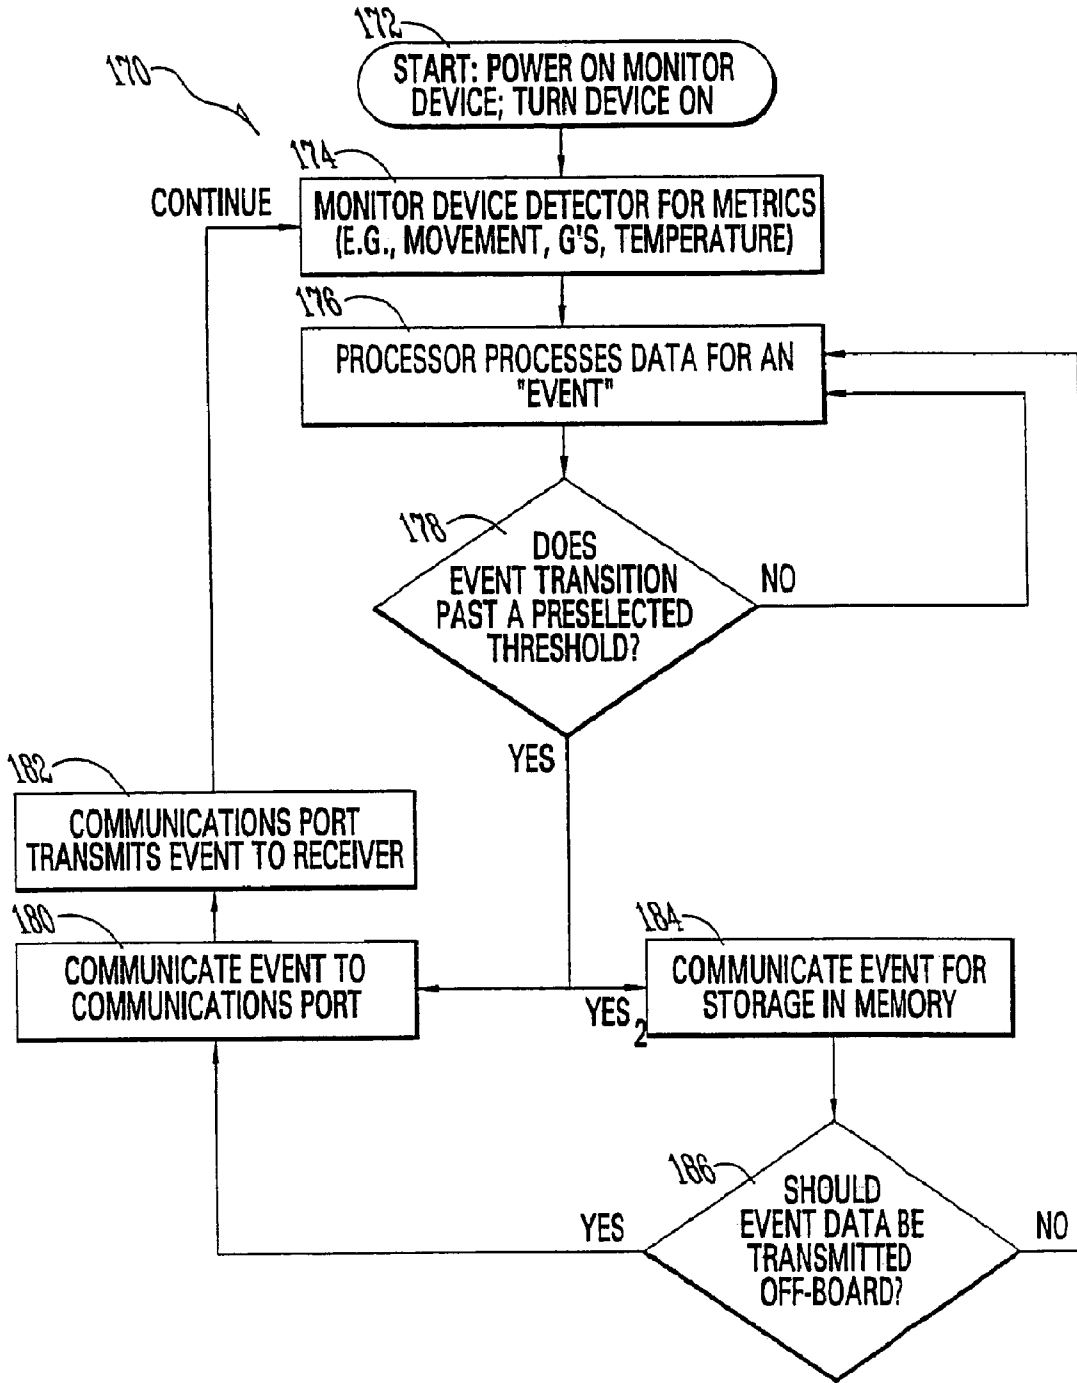 172
START: POWER ON MONITOR
DEVICE; TURN DEVICE ON
170
174
CONTINUE
MONITOR DEVICE DETECTOR FOR METRICS
(E.G., MOVEMENT, G'S, TEMPERATURE)
176
PROCESSOR PROCESSES DATA FOR AN
"EVENT"
178
DOES
EVENT TRANSITION
PAST A PRESELECTED
THRESHOLD?
NO
YES
182
COMMUNICATIONS PORT
TRANSMITS EVENT TO RECEIVER
180
COMMUNICATE EVENT TO
COMMUNICATIONS PORT
184
COMMUNICATE EVENT FOR
STORAGE IN MEMORY
YES2
186
SHOULD
EVENT DATA BE
TRANSMITTED
OFF-BOARD?
YES
NO